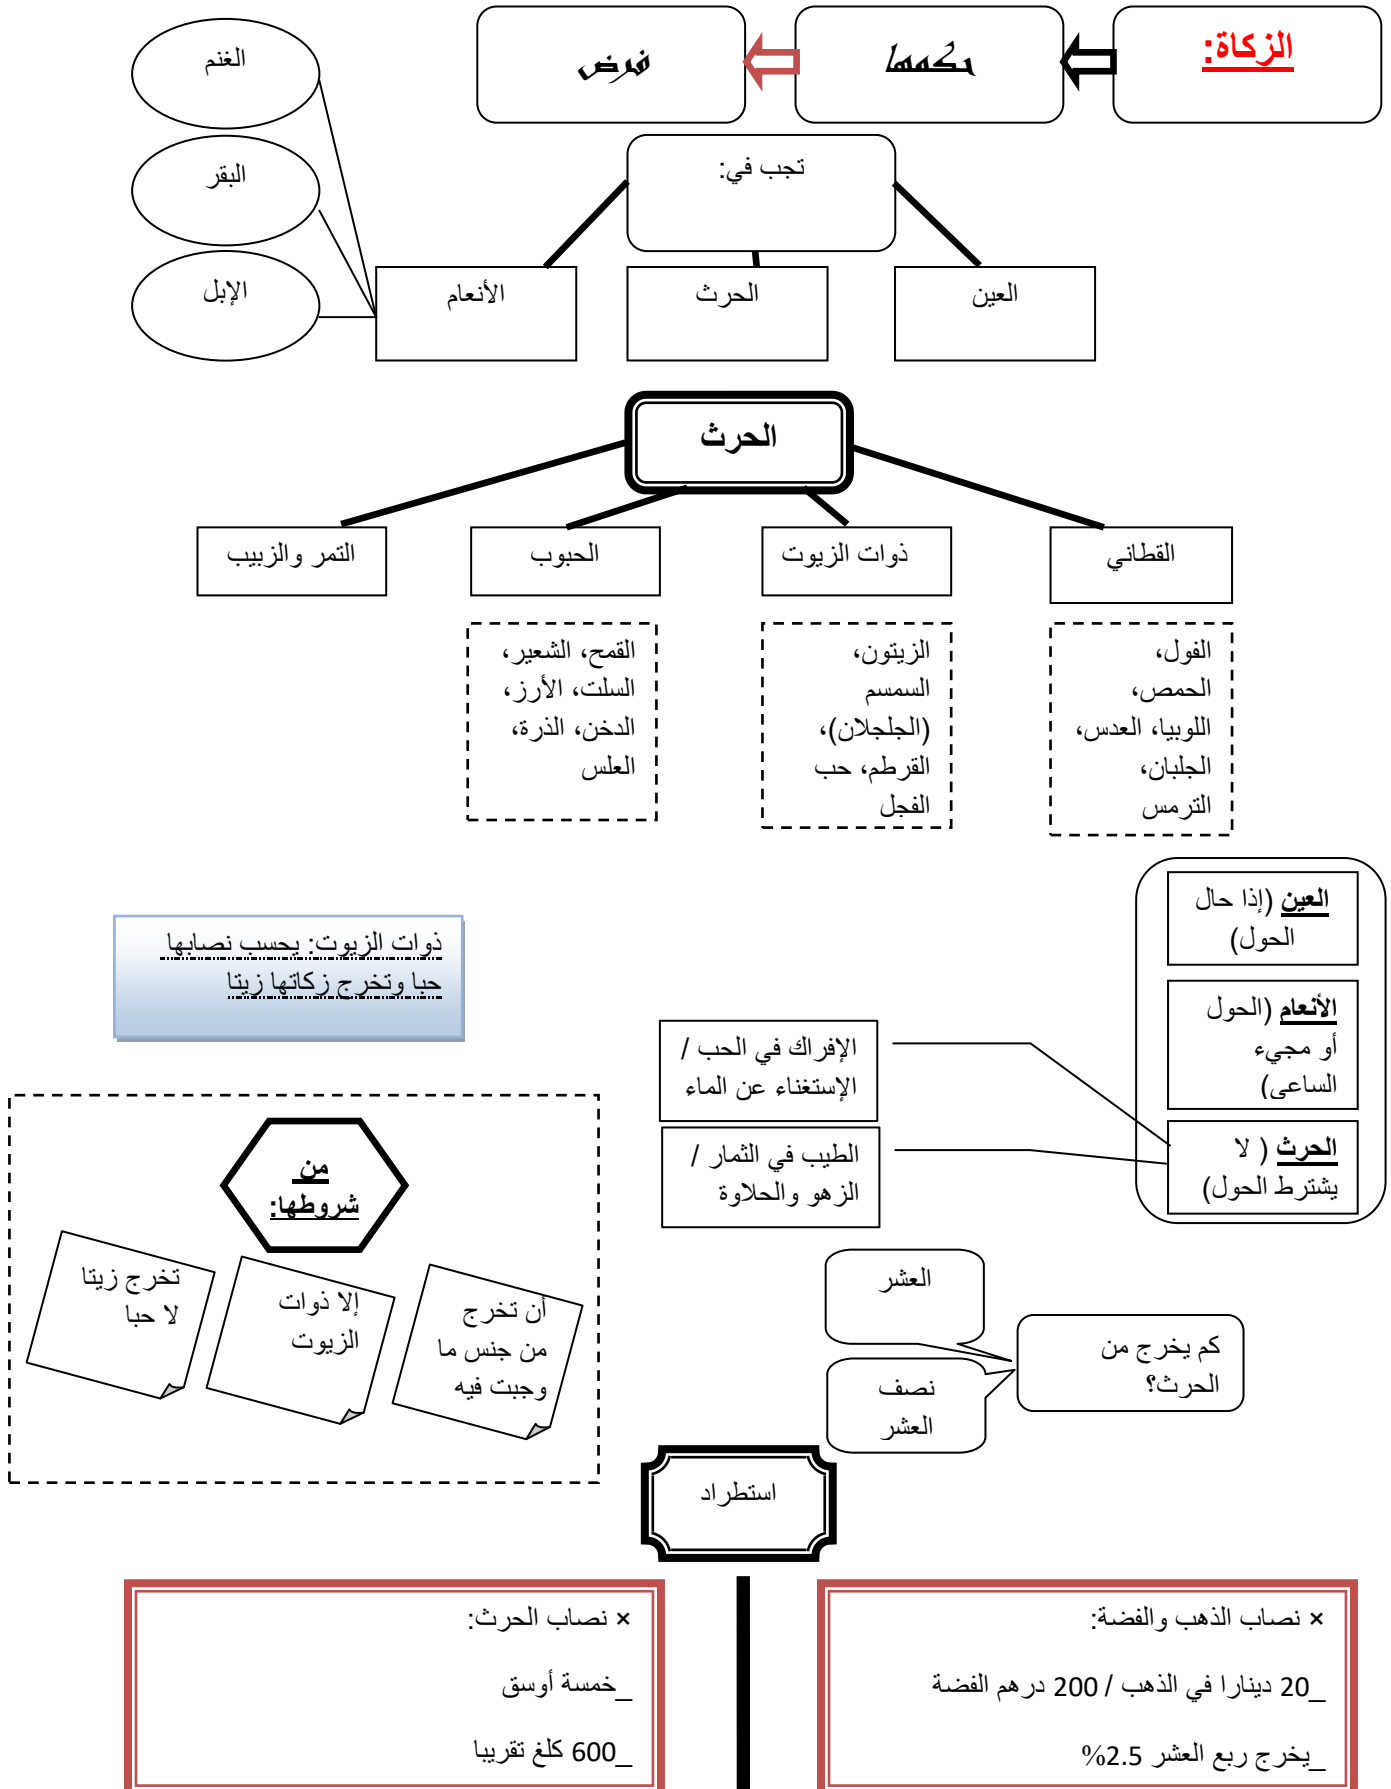 الزكاة:
حكمها
فرض
الغنم
البقر
الإبل
تجب في:
العين
الحرث
الأنعام
الحرث
القطاني
ذوات الزيوت
الحبوب
التمر والزبيب
الفول،
الحمص،
اللوبيا، العدس،
الجلبان،
الترمس
الزيتون،
السمسم
(الجلجلان)،
القرطم، حب
الفجل
القمح، الشعير،
السلت، الأرز،
الدخن، الذرة،
العلس
العين (إذا حال
الحول)
الأنعام (الحول
أو مجيء
الساعي)
الحرث ( لا
يشترط الحول)
ذوات الزيوت: يحسب نصابها
حبا وتخرج زكاتها زيتا
الإفراك في الحب /
الإستغناء عن الماء
الطيب في الثمار /
الزهو والحلاوة
من
شروطها:
أن تخرج
من جنس ما
وجبت فيه
إلا ذوات
الزيوت
تخرج زيتا
لا حبا
كم يخرج من
الحرث؟
العشر
نصف
العشر
استطراد
× نصاب الذهب والفضة:
_20 دينارا في الذهب / 200 درهم الفضة
_يخرج ربع العشر 2.5%
× نصاب الحرث:
_خمسة أوسق
_600 كلغ تقريبا